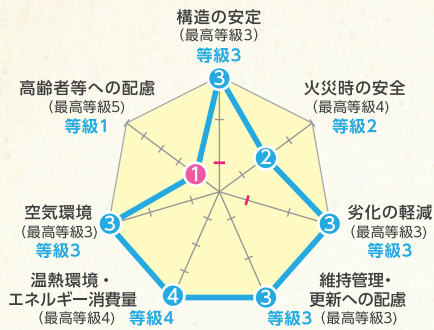 構造の安定
(最高等級3)
等級3
3
高齢者等への配慮
(最高等級5)
等級1
1
火災時の安全
(最高等級4)
等級2
2
空気環境
(最高等級3)
等級3
3
劣化の軽減
(最高等級3)
等級3
3
温熱環境・
エネルギー消費量
(最高等級4) 等級4
4
維持管理・
更新への配慮
等級3 (最高等級3)
3